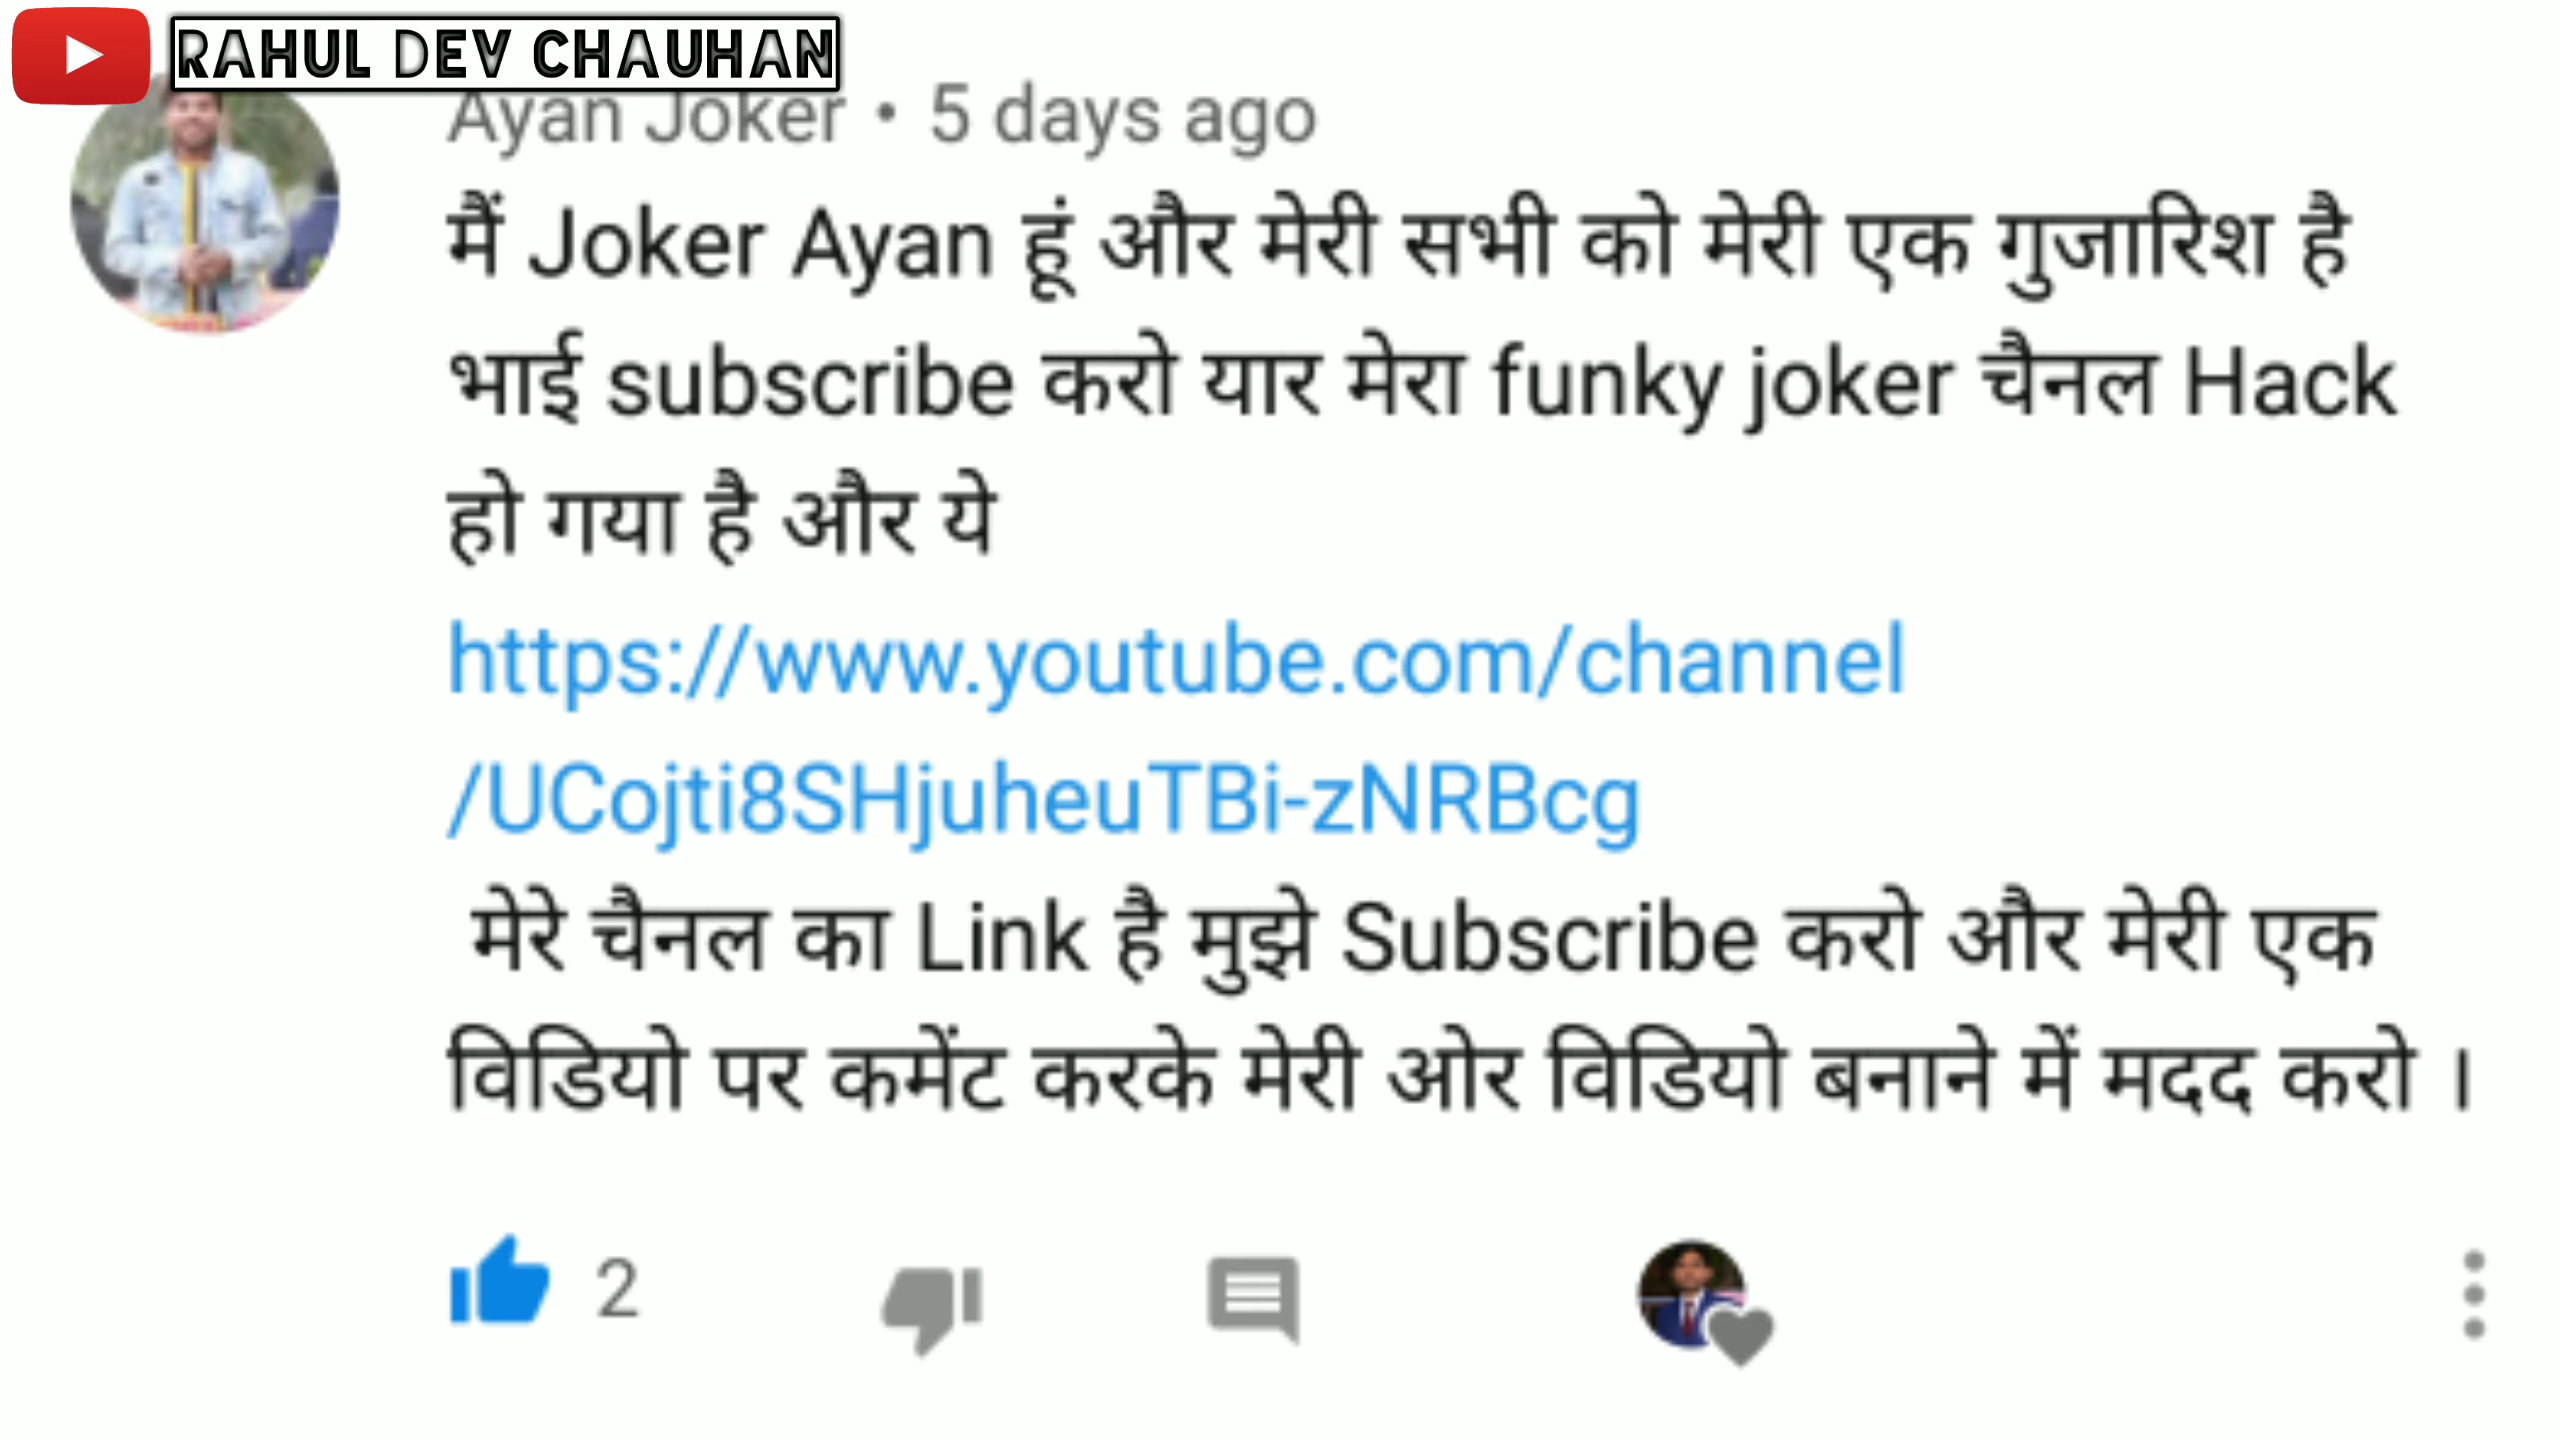 RAHUL DEV CHAUHAN
Ayan Joker • 5 days ago
मैं Joker Ayan हूं और मेरी सभी को मेरी एक गुजारिश है
भाई subscribe करो यार मेरा funky joker चैनल Hack
हो गया है और ये
https://www.youtube.com/channel
/UCojti8SHjuheuTBi-zNRBcg
मेरे चैनल का Link है मुझे Subscribe करो और मेरी एक
विडियो पर कमेंट करके मेरी ओर विडियो बनाने में मदद करो ।
2